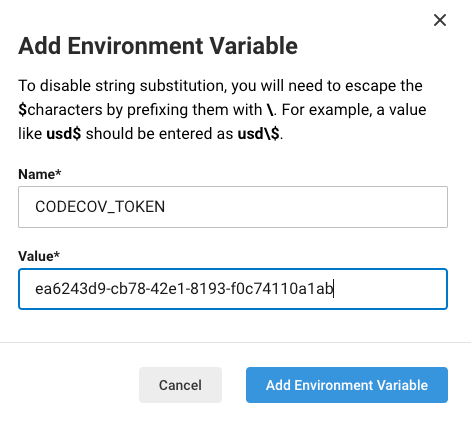 Add Environment Variable
To disable string substitution, you will need to escape the
$characters by prefixing them with \. For example, a value
like usd$ should be entered as usd\$.
Name*
CODECOV_TOKEN
Value*
ea6243d9-cb78-42e1-8193-f0c74110a1ab
Cancel
Add Environment Variable